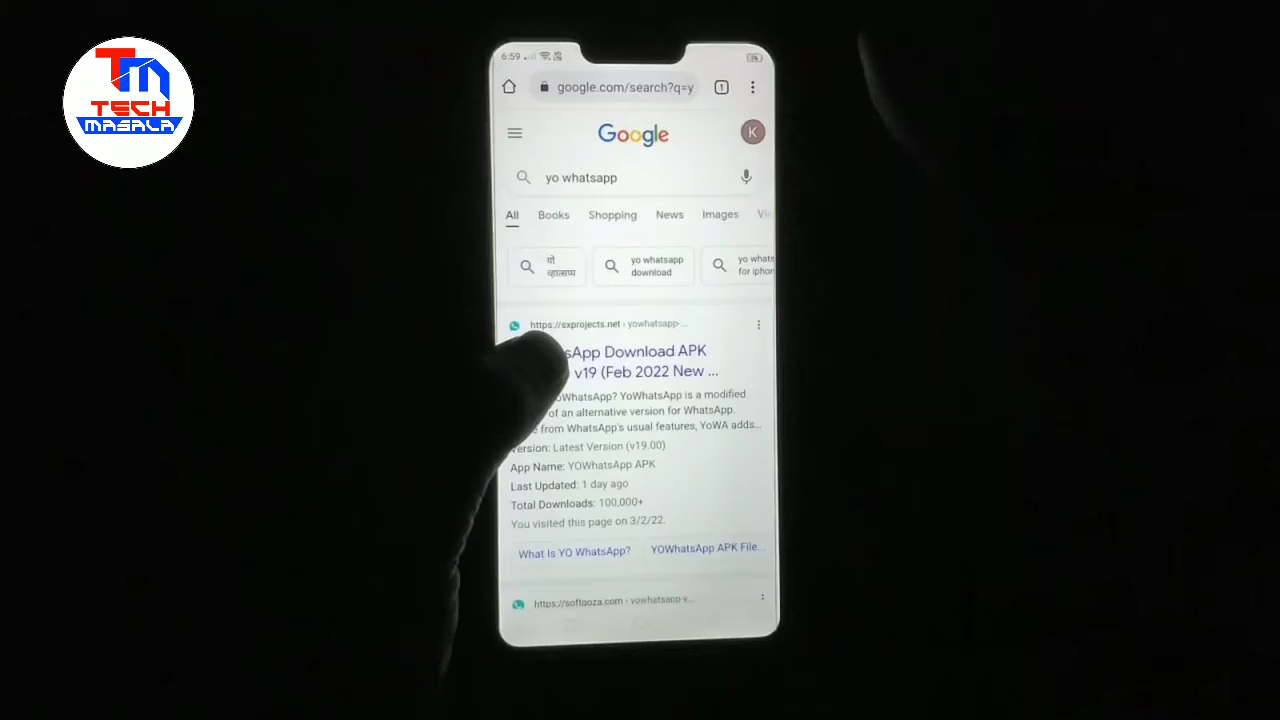 TM
TECH
MASALA
6:59
google.com/search?q=y
1
Google
K
yo whatsapp
All Books Shopping News Images Vi
यो
व्हाट्सप्प
yo whatsapp
download
yo whats
for iphon
https://sxprojects.net › yowhatsapp-...
sApp Download APK
v19 (Feb 2022 New ...
oWhatsApp? YoWhatsApp is a modified
of an alternative version for WhatsApp.
e from WhatsApp's usual features, YoWA adds...
Version: Latest Version (v19.00)
App Name: YOWhatsApp APK
Last Updated: 1 day ago
Total Downloads: 100,000+
You visited this page on 3/2/22.
What Is YO WhatsApp?
YOWhatsApp APK File...
https://softgoza.com › yowhatsapp-v...